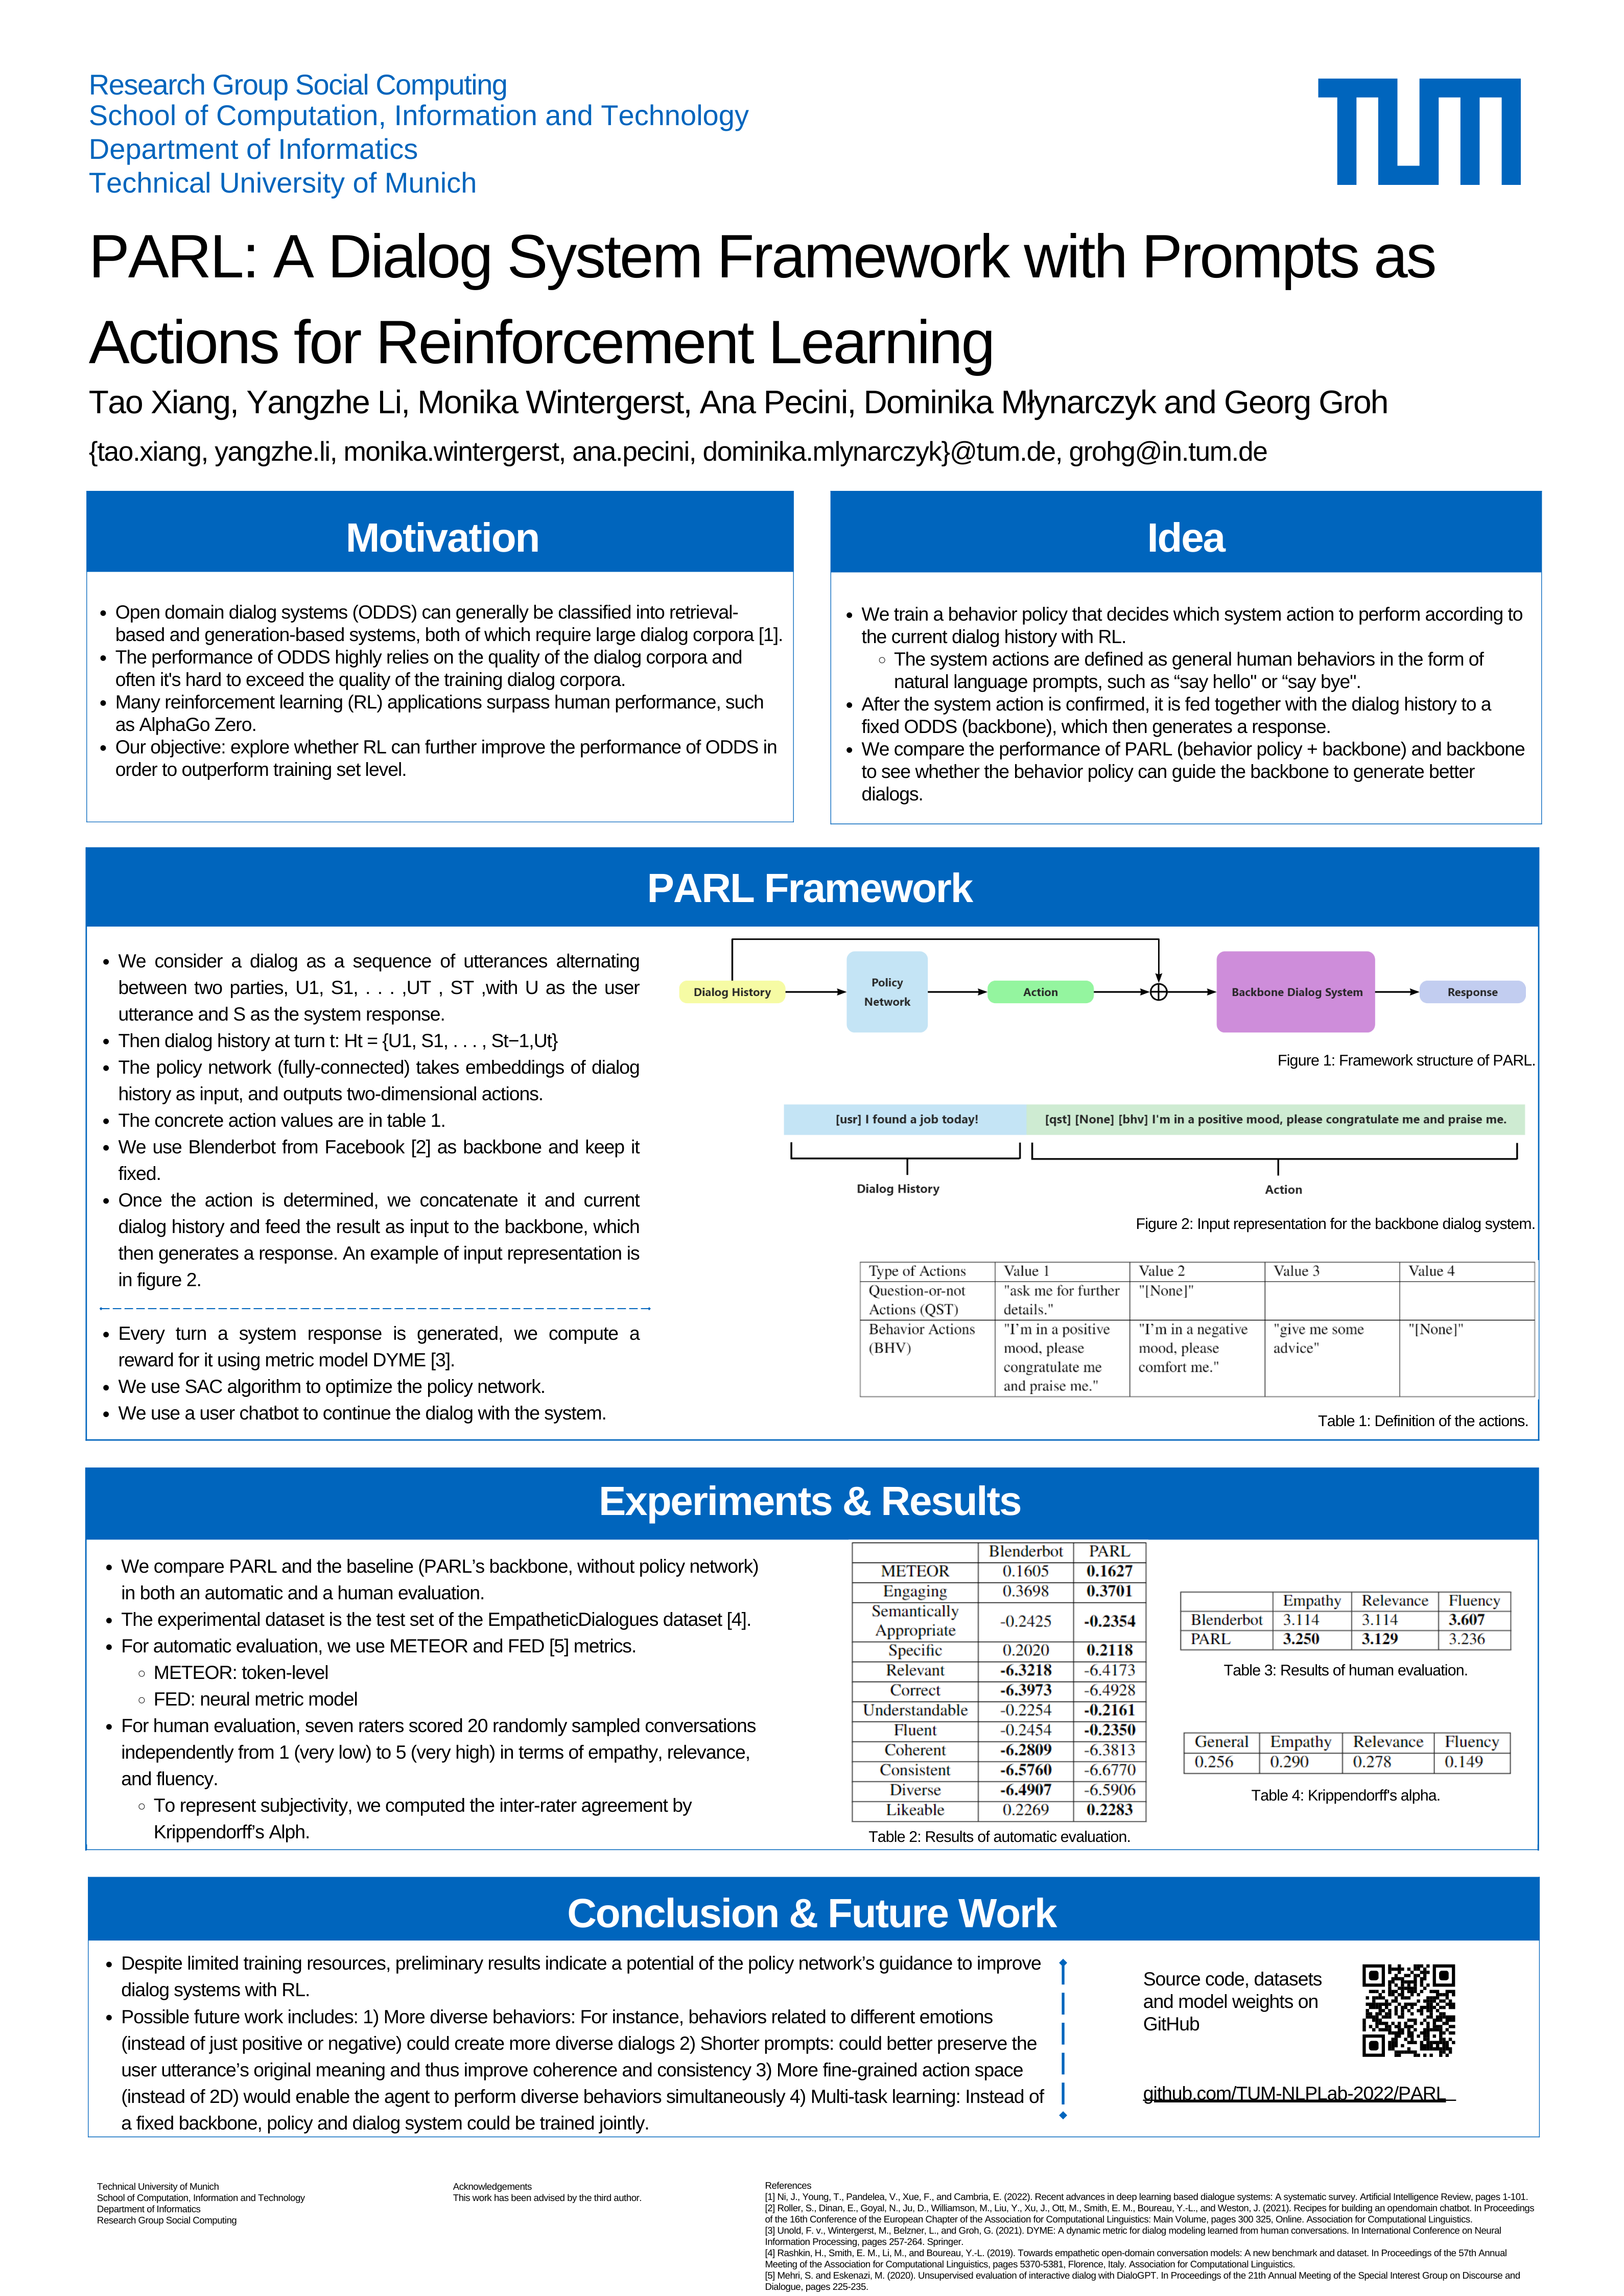 Research Group Social Computing
School of Computation, Information and Technology
Department of Informatics
Technical University of Munich
TUM
PARL: A Dialog System Framework with Prompts as
Actions for Reinforcement Learning
Tao Xiang, Yangzhe Li, Monika Wintergerst, Ana Pecini, Dominika Młynarczyk and Georg Groh
{tao.xiang, yangzhe.li, monika.wintergerst, ana.pecini, dominika.mlynarczyk}@tum.de, grohg@in.tum.de
Motivation
• Open domain dialog systems (ODDS) can generally be classified into retrieval-
based and generation-based systems, both of which require large dialog corpora [1].
• The performance of ODDS highly relies on the quality of the dialog corpora and
often it's hard to exceed the quality of the training dialog corpora.
• Many reinforcement learning (RL) applications surpass human performance, such
as AlphaGo Zero.
• Our objective: explore whether RL can further improve the performance of ODDS in
order to outperform training set level.
Idea
• We train a behavior policy that decides which system action to perform according to
the current dialog history with RL.
◦ The system actions are defined as general human behaviors in the form of
natural language prompts, such as “say hello" or “say bye".
• After the system action is confirmed, it is fed together with the dialog history to a
fixed ODDS (backbone), which then generates a response.
• We compare the performance of PARL (behavior policy + backbone) and backbone
to see whether the behavior policy can guide the backbone to generate better
dialogs.
PARL Framework
• We consider a dialog as a sequence of utterances alternating
between two parties, U1, S1, . . . ,UT , ST ,with U as the user
utterance and S as the system response.
• Then dialog history at turn t: Ht = {U1, S1, . . . , St−1,Ut}
• The policy network (fully-connected) takes embeddings of dialog
history as input, and outputs two-dimensional actions.
• The concrete action values are in table 1.
• We use Blenderbot from Facebook [2] as backbone and keep it
fixed.
• Once the action is determined, we concatenate it and current
dialog history and feed the result as input to the backbone, which
then generates a response. An example of input representation is
in figure 2.
• Every turn a system response is generated, we compute a
reward for it using metric model DYME [3].
• We use SAC algorithm to optimize the policy network.
• We use a user chatbot to continue the dialog with the system.
Dialog History
Policy
Network
Action
Backbone Dialog System
Response
Figure 1: Framework structure of PARL.
[usr] I found a job today!
[qst] [None] [bhv] I'm in a positive mood, please congratulate me and praise me.
Dialog History
Action
Figure 2: Input representation for the backbone dialog system.
Type of Actions Value 1 Value 2 Value 3 Value 4
Question-or-not "ask me for further "[None]"
Actions (QST) details."
Behavior Actions "I'm in a positive "I'm in a negative "give me some "[None]"
(BHV) mood, please mood, please advice"
congratulate me comfort me."
and praise me."
Table 1: Definition of the actions.
Experiments & Results
• We compare PARL and the baseline (PARL’s backbone, without policy network)
in both an automatic and a human evaluation.
• The experimental dataset is the test set of the EmpatheticDialogues dataset [4].
• For automatic evaluation, we use METEOR and FED [5] metrics.
◦ METEOR: token-level
◦ FED: neural metric model
• For human evaluation, seven raters scored 20 randomly sampled conversations
independently from 1 (very low) to 5 (very high) in terms of empathy, relevance,
and fluency.
◦ To represent subjectivity, we computed the inter-rater agreement by
Krippendorff’s Alph.
Blenderbot PARL
METEOR 0.1605 0.1627
Engaging 0.3698 0.3701
Semantically
Appropriate -0.2425 -0.2354
Specific 0.2020 0.2118
Relevant -6.3218 -6.4173
Correct -6.3973 -6.4928
Understandable -0.2254 -0.2161
Fluent -0.2454 -0.2350
Coherent -6.2809 -6.3813
Consistent -6.5760 -6.6770
Diverse -6.4907 -6.5906
Likeable 0.2269 0.2283
Table 2: Results of automatic evaluation.
Empathy Relevance Fluency
Blenderbot 3.114 3.114 3.607
PARL 3.250 3.129 3.236
Table 3: Results of human evaluation.
General Empathy Relevance Fluency
0.256 0.290 0.278 0.149
Table 4: Krippendorff's alpha.
Conclusion & Future Work
• Despite limited training resources, preliminary results indicate a potential of the policy network’s guidance to improve
dialog systems with RL.
• Possible future work includes: 1) More diverse behaviors: For instance, behaviors related to different emotions
(instead of just positive or negative) could create more diverse dialogs 2) Shorter prompts: could better preserve the
user utterance’s original meaning and thus improve coherence and consistency 3) More fine-grained action space
(instead of 2D) would enable the agent to perform diverse behaviors simultaneously 4) Multi-task learning: Instead of
a fixed backbone, policy and dialog system could be trained jointly.
Source code, datasets
and model weights on
GitHub
github.com/TUM-NLPLab-2022/PARL
Technical University of Munich
School of Computation, Information and Technology
Department of Informatics
Research Group Social Computing
Acknowledgements
This work has been advised by the third author.
References
[1] Ni, J., Young, T., Pandelea, V., Xue, F., and Cambria, E. (2022). Recent advances in deep learning based dialogue systems: A systematic survey. Artificial Intelligence Review, pages 1-101.
[2] Roller, S., Dinan, E., Goyal, N., Ju, D., Williamson, M., Liu, Y., Xu, J., Ott, M., Smith, E. M., Boureau, Y.-L., and Weston, J. (2021). Recipes for building an opendomain chatbot. In Proceedings
of the 16th Conference of the European Chapter of the Association for Computational Linguistics: Main Volume, pages 300 325, Online. Association for Computational Linguistics.
[3] Unold, F. v., Wintergerst, M., Belzner, L., and Groh, G. (2021). DYME: A dynamic metric for dialog modeling learned from human conversations. In International Conference on Neural
Information Processing, pages 257-264. Springer.
[4] Rashkin, H., Smith, E. M., Li, M., and Boureau, Y.-L. (2019). Towards empathetic open-domain conversation models: A new benchmark and dataset. In Proceedings of the 57th Annual
Meeting of the Association for Computational Linguistics, pages 5370-5381, Florence, Italy. Association for Computational Linguistics.
[5] Mehri, S. and Eskenazi, M. (2020). Unsupervised evaluation of interactive dialog with DialoGPT. In Proceedings of the 21th Annual Meeting of the Special Interest Group on Discourse and
Dialogue, pages 225-235.